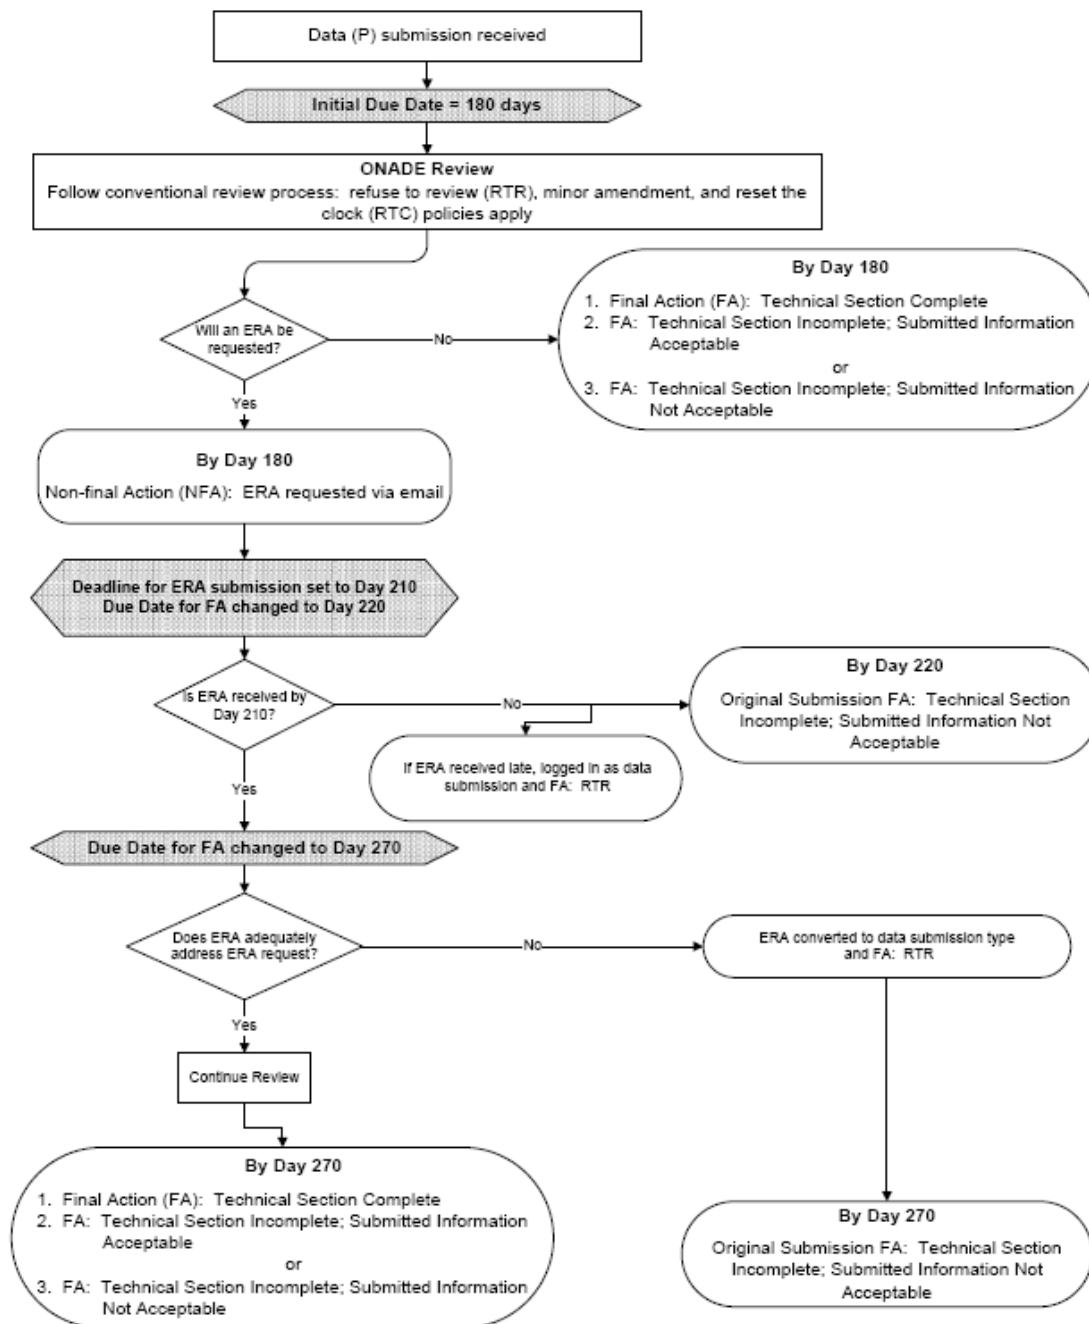 Data (P) submission received
Initial Due Date = 180 days
ONADE Review
Follow conventional review process:  refuse to review (RTR), minor amendment, and reset the
clock (RTC) policies apply
Will an ERA be
requested?
No
By Day 180
1.  Final Action (FA):  Technical Section Complete
2.  FA:  Technical Section Incomplete; Submitted Information
Acceptable
or
3.  FA:  Technical Section Incomplete; Submitted Information
Not Acceptable
Yes
By Day 180
Non-final Action (NFA):  ERA requested via email
Deadline for ERA submission set to Day 210
Due Date for FA changed to Day 220
Is ERA received by
Day 210?
No
By Day 220
Original Submission FA:  Technical Section
Incomplete; Submitted Information Not
Acceptable
If ERA received late, logged in as data
submission and FA:  RTR
Yes
Due Date for FA changed to Day 270
Does ERA adequately
address ERA request?
No
ERA converted to data submission type
and FA:  RTR
Yes
Continue Review
By Day 270
1.  Final Action (FA):  Technical Section Complete
2.  FA:  Technical Section Incomplete; Submitted Information
Acceptable
or
3.  FA:  Technical Section Incomplete; Submitted Information
Not Acceptable
By Day 270
Original Submission FA:  Technical Section
Incomplete; Submitted Information Not
Acceptable